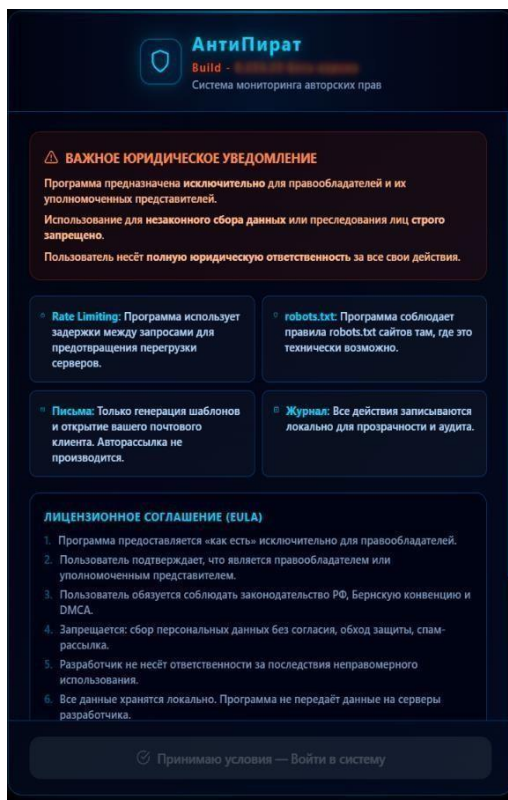 АнтиПират
Build -
Система мониторинга авторских прав
ВАЖНОЕ ЮРИДИЧЕСКОЕ УВЕДОМЛЕНИЕ
Программа предназначена исключительно для правообладателей и их
уполномоченных представителей.
Использование для незаконного сбора данных или преследования лиц строго
запрещено.
Пользователь несёт полную юридическую ответственность за все свои действия.
Rate Limiting: Программа использует
задержки между запросами для
предотвращения перегрузки
серверов.
robots.txt: Программа соблюдает
правила robots.txt сайтов там, где это
технически возможно.
Письма: Только генерация шаблонов
и открытие вашего почтового
клиента. Авторассылка не
производится.
Журнал: Все действия записываются
локально для прозрачности и аудита.
ЛИЦЕНЗИОННОЕ СОГЛАШЕНИЕ (EULA)
1. Программа предоставляется «как есть» исключительно для правообладателей.
2. Пользователь подтверждает, что является правообладателем или
уполномоченным представителем.
3. Пользователь обязуется соблюдать законодательство РФ, Бернскую конвенцию и
DMCA.
4. Запрещается: сбор персональных данных без согласия, обход защиты, спам-
рассылка.
5. Разработчик не несёт ответственности за последствия неправомерного
использования.
6. Все данные хранятся локально. Программа не передаёт данные на серверы
разработчика.
Принимаю условия — Войти в систему